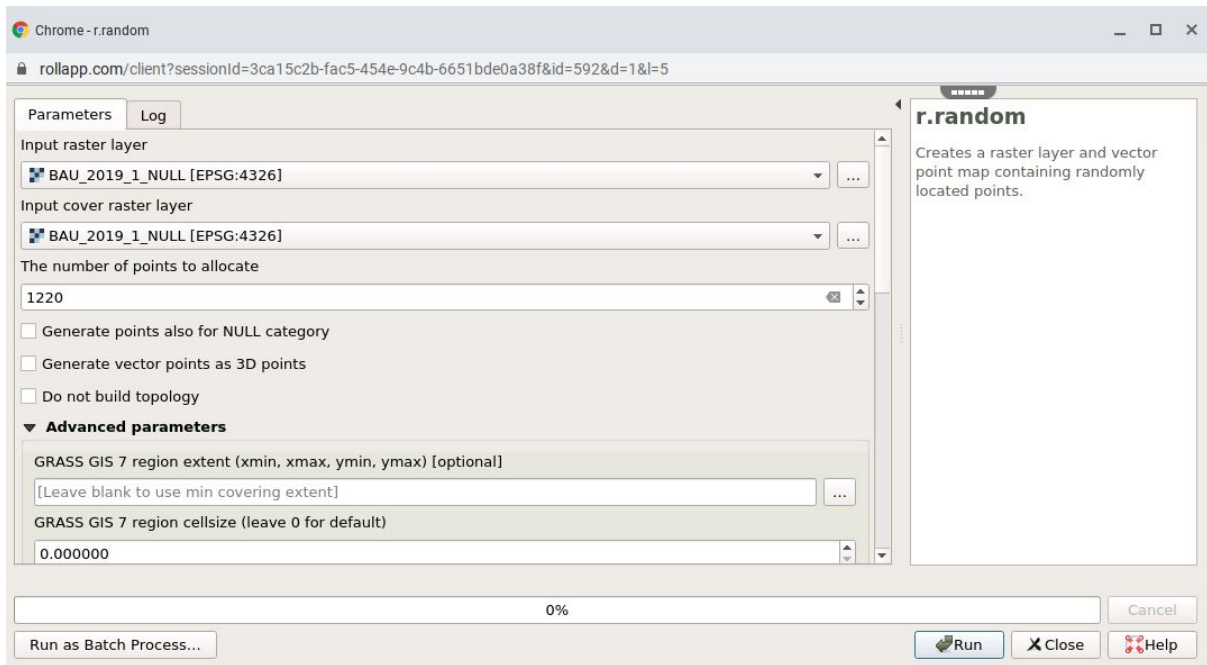 Chrome - r.random
rollapp.com/client?sessionId=3ca15c2b-fac5-454e-9c4b-6651bde0a38f&id=592&d=1&l=5
Parameters
Log
Input raster layer
BAU_2019_1_NULL [EPSG:4326]
...
Input cover raster layer
BAU_2019_1_NULL [EPSG:4326]
...
The number of points to allocate
1220
Generate points also for NULL category
Generate vector points as 3D points
Do not build topology
Advanced parameters
GRASS GIS 7 region extent (xmin, xmax, ymin, ymax) [optional]
[Leave blank to use min covering extent]
...
GRASS GIS 7 region cellsize (leave 0 for default)
0.000000
r.random
Creates a raster layer and vector
point map containing randomly
located points.
0%
Cancel
Run as Batch Process...
Run
Close
Help